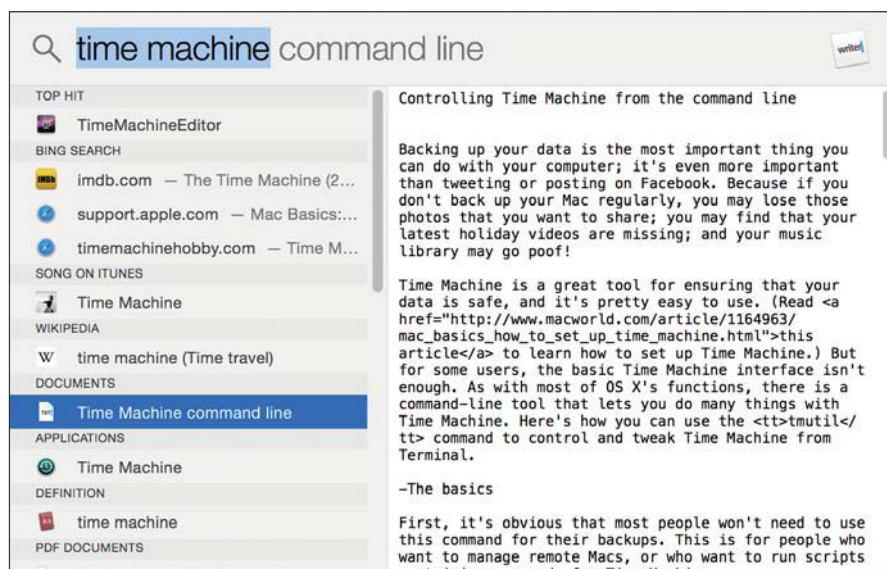 time machine command line
writer
TOP HIT
TimeMachineEditor
BING SEARCH
IMDb
imdb.com — The Time Machine (2...
support.apple.com — Mac Basics:...
timemachinehobby.com — Time M...
SONG ON ITUNES
Time Machine
WIKIPEDIA
W
time machine (Time travel)
DOCUMENTS
TXT
Time Machine command line
APPLICATIONS
Time Machine
DEFINITION
time machine
PDF DOCUMENTS
Controlling Time Machine from the command line
Backing up your data is the most important thing you
can do with your computer; it's even more important
than tweeting or posting on Facebook. Because if you
don't back up your Mac regularly, you may lose those
photos that you want to share; you may find that your
latest holiday videos are missing; and your music
library may go poof!
Time Machine is a great tool for ensuring that your
data is safe, and it's pretty easy to use. (Read <a
href="http://www.macworld.com/article/1164963/
mac_basics_how_to_set_up_time_machine.html">this
article</a> to learn how to set up Time Machine.) But
for some users, the basic Time Machine interface isn't
enough. As with most of OS X's functions, there is a
command-line tool that lets you do many things with
Time Machine. Here's how you can use the <tt>tmutil</
tt> command to control and tweak Time Machine from
Terminal.
—The basics
First, it's obvious that most people won't need to use
this command for their backups. This is for people who
want to manage remote Macs, or who want to run scripts